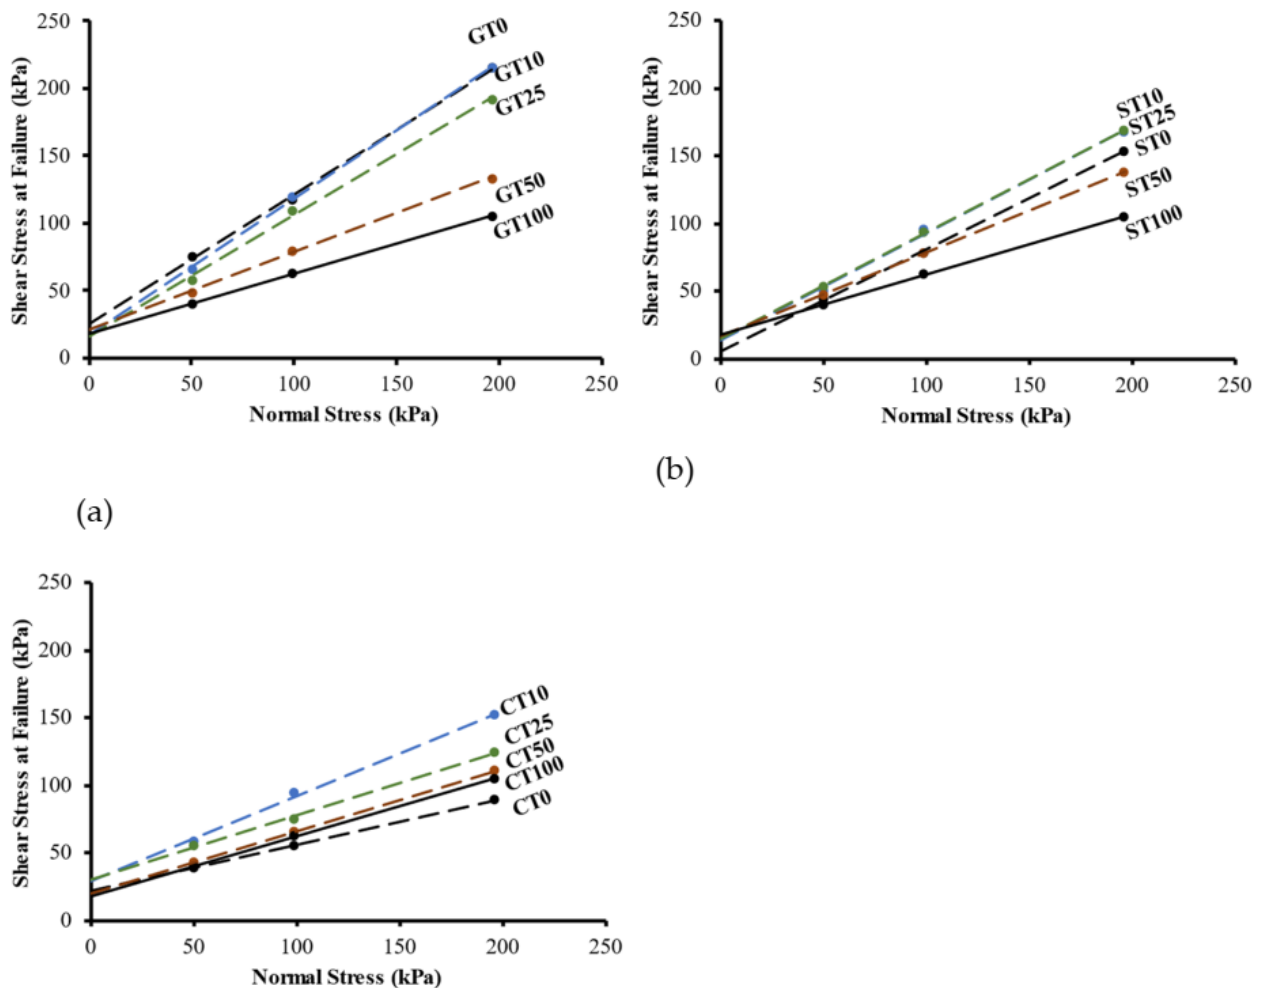 250
200
150
100
50
0
Shear Stress at Failure (kPa)
GT0
GT10
GT25
GT50
GT100
0 50 100 150 200 250
Normal Stress (kPa)
(a)
250
200
150
100
50
0
Shear Stress at Failure (kPa)
ST10
ST25
ST0
ST50
ST100
0 50 100 150 200 250
Normal Stress (kPa)
(b)
250
200
150
100
50
0
Shear Stress at Failure (kPa)
CT10
CT25
CT50
CT100
CT0
0 50 100 150 200 250
Normal Stress (kPa)